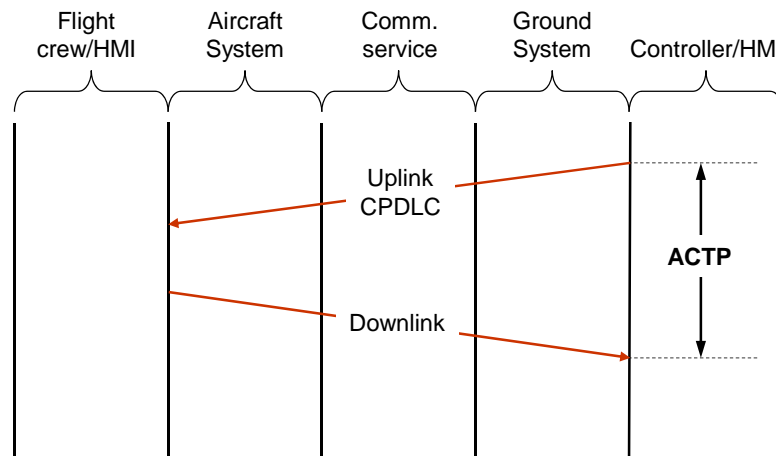 Flight
crew/HMI
Aircraft
System
Comm.
service
Ground
System
Controller/HM
Uplink
CPDLC
ACTP
Downlink